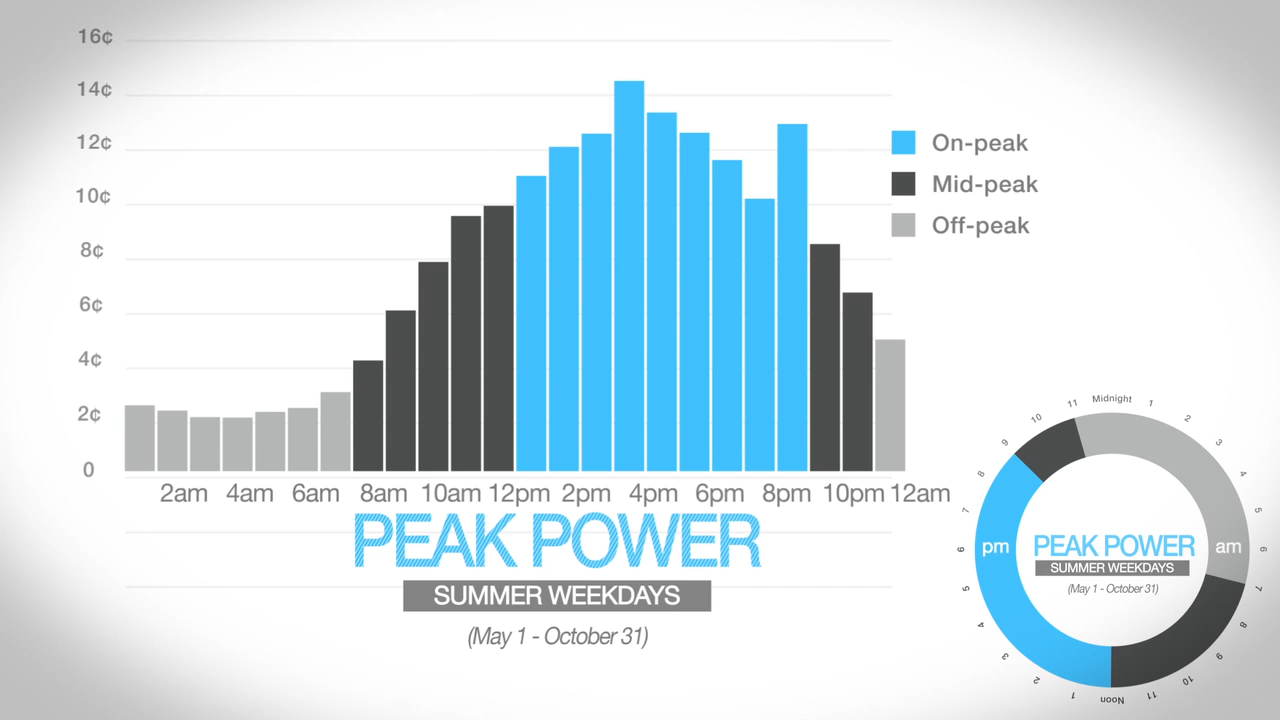 16¢
14¢
12¢
10¢
8¢
6¢
4¢
2¢
0
2am 4am 6am 8am 10am 12pm 2pm 4pm 6pm 8pm 10pm 12am
On-peak
Mid-peak
Off-peak
PEAK POWER
SUMMER WEEKDAYS
(May 1 - October 31)
Midnight
1
2
3
4
5
6
7
8
9
10
11
Noon
1
2
3
4
5
6
7
8
9
10
11
pm
am
PEAK POWER
SUMMER WEEKDAYS
(May 1 - October 31)